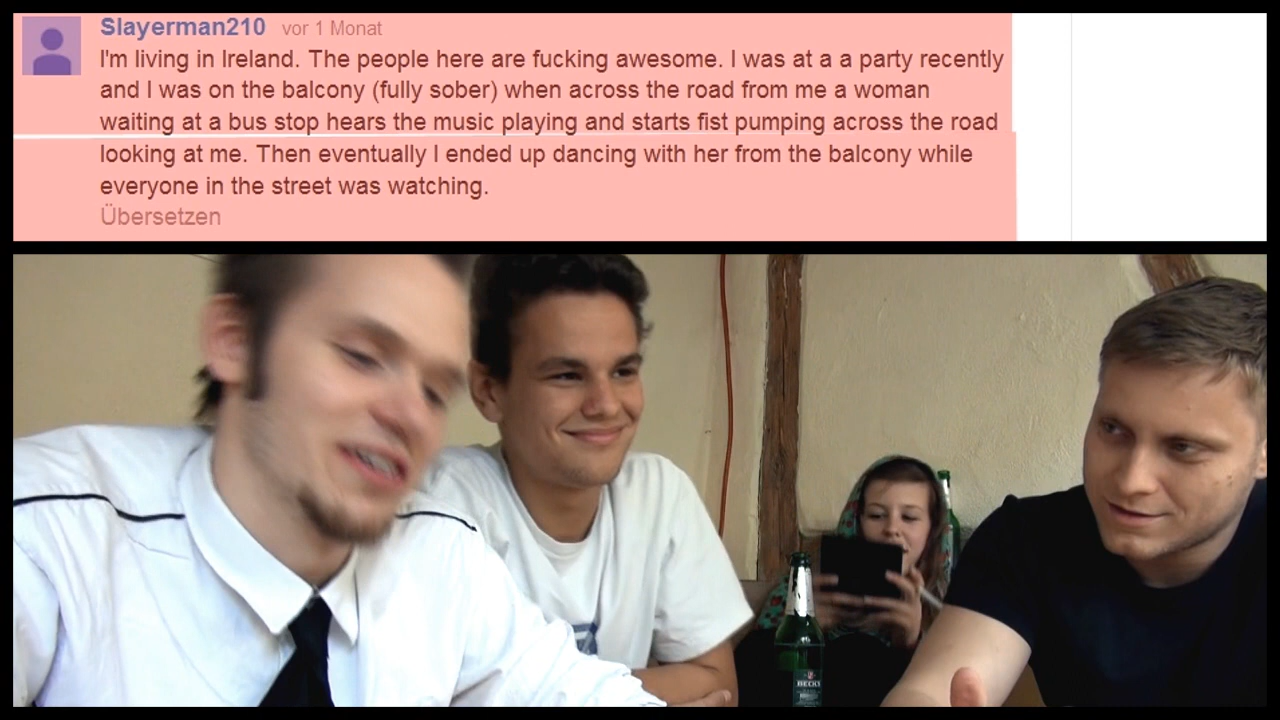 Slayerman210 vor 1 Monat
I'm living in Ireland. The people here are fucking awesome. I was at a a party recently
and I was on the balcony (fully sober) when across the road from me a woman
waiting at a bus stop hears the music playing and starts fist pumping across the road
looking at me. Then eventually I ended up dancing with her from the balcony while
everyone in the street was watching.
Übersetzen
BECK'S